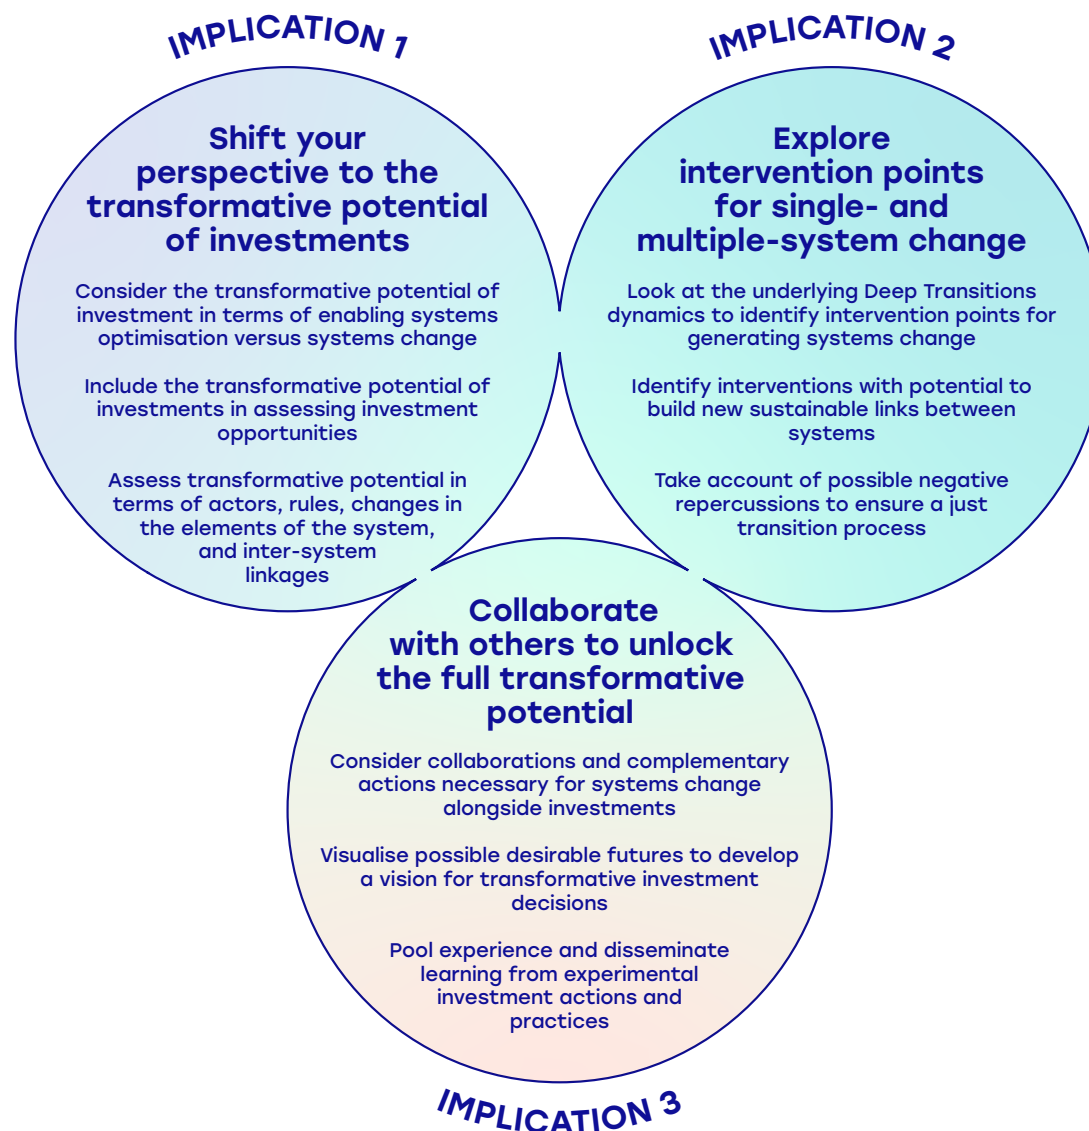 IMPLICATION 1
Shift your
perspective to the
transformative potential
of investments
Consider the transformative potential of
investment in terms of enabling systems
optimisation versus systems change
Include the transformative potential of
investments in assessing investment
opportunities
Assess transformative potential in
terms of actors, rules, changes in
the elements of the system,
and inter-system
linkages
IMPLICATION 2
Explore
intervention points
for single- and
multiple-system change
Look at the underlying Deep Transitions
dynamics to identify intervention points for
generating systems change
Identify interventions with potential to
build new sustainable links between
systems
Take account of possible negative
repercussions to ensure a just
transition process
Collaborate
with others to unlock
the full transformative
potential
Consider collaborations and complementary
actions necessary for systems change
alongside investments
Visualise possible desirable futures to develop
a vision for transformative investment
decisions
Pool experience and disseminate
learning from experimental
investment actions and
practices
IMPLICATION 3